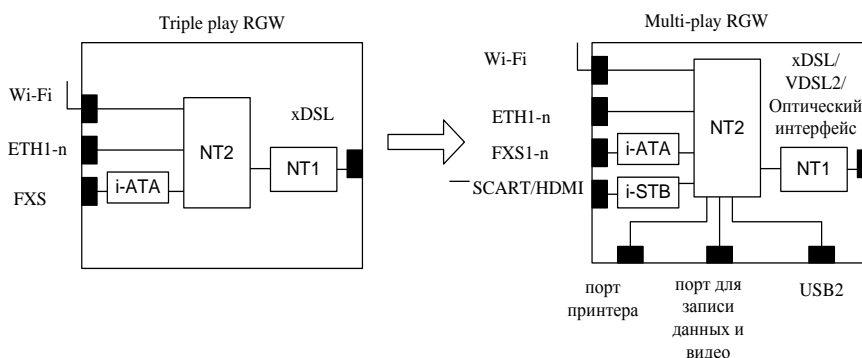 Triple play RGW
Wi-Fi
ETH1-n
FXS
i-ATA
NT2
xDSL
NT1
Multi-play RGW
Wi-Fi
ETH1-n
FXS1-n
SCART/HDMI
i-ATA
i-STB
NT2
xDSL/
VDSL2/
Оптический
интерфейс
NT1
порт
принтера
порт для
записи
данных и
видео
USB2